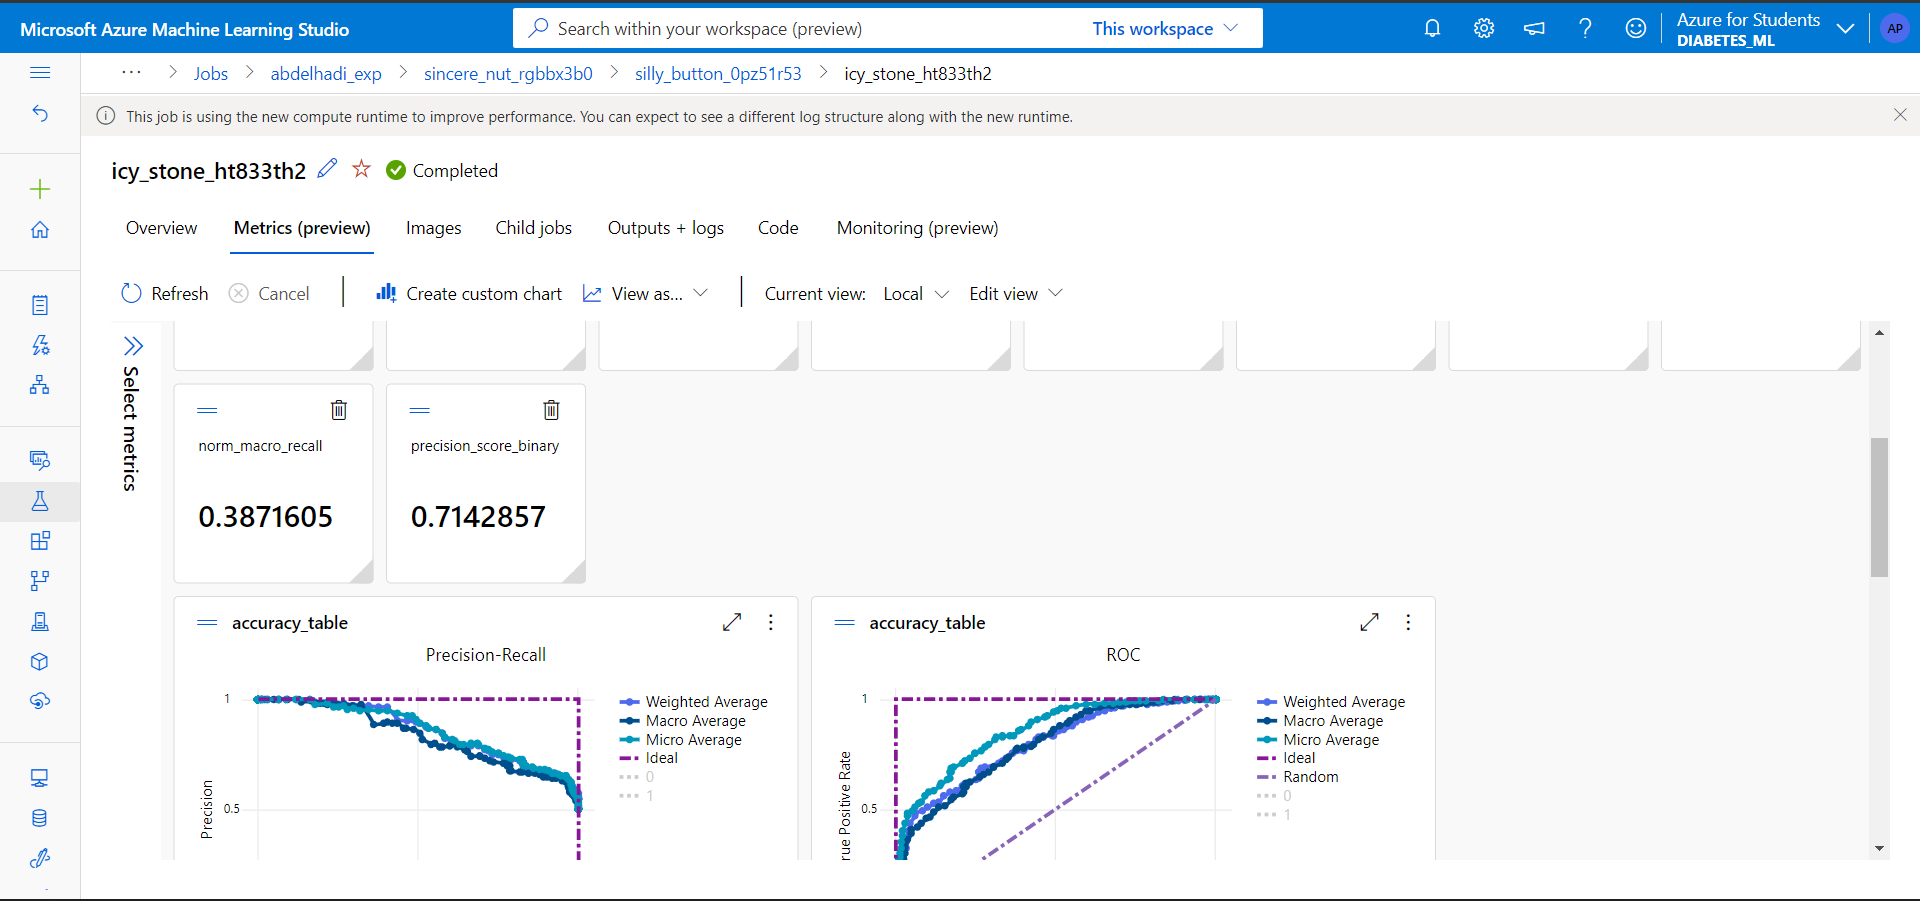 Microsoft Azure Machine Learning Studio
Search within your workspace (preview)
This workspace
Azure for Students
DIABETES_ML
AP
Jobs
abdelhadi_exp
sincere_nut_rgbbx3b0
silly_button_0pz51r53
icy_stone_ht833th2
This job is using the new compute runtime to improve performance. You can expect to see a different log structure along with the new runtime.
icy_stone_ht833th2
Completed
Overview
Metrics (preview)
Images
Child jobs
Outputs + logs
Code
Monitoring (preview)
Refresh
Cancel
Create custom chart
View as...
Current view:
Local
Edit view
Select metrics
norm_macro_recall
0.3871605
precision_score_binary
0.7142857
accuracy_table
Precision-Recall
1
0.5
Precision
Weighted Average
Macro Average
Micro Average
Ideal
0
1
accuracy_table
ROC
1
0.5
rue Positive Rate
Weighted Average
Macro Average
Micro Average
Ideal
Random
0
1